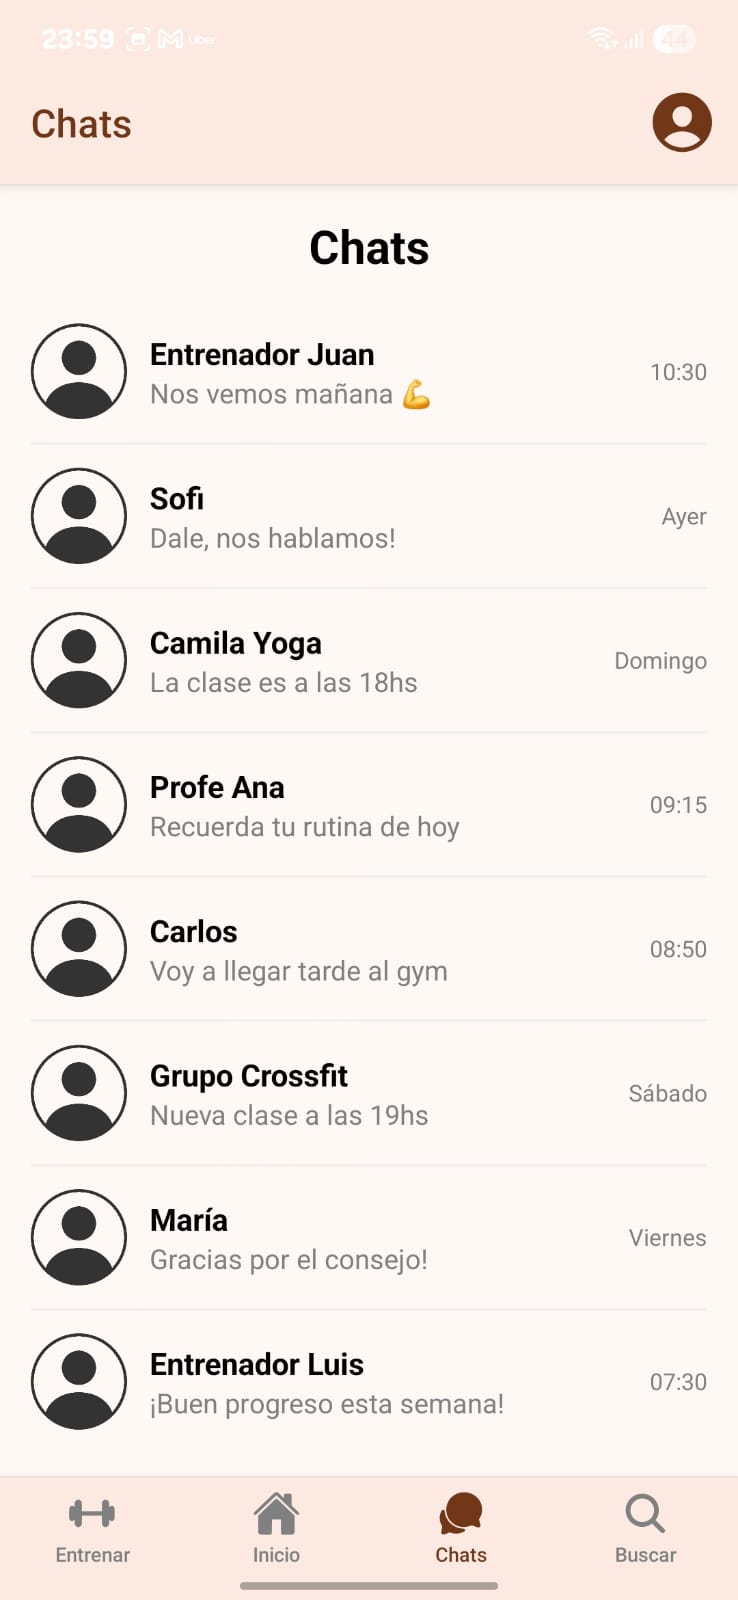 23:59 Uber 44
Chats
Chats
Entrenador Juan
Nos vemos mañana 💪
10:30
Sofi
Dale, nos hablamos!
Ayer
Camila Yoga
La clase es a las 18hs
Domingo
Profe Ana
Recuerda tu rutina de hoy
09:15
Carlos
Voy a llegar tarde al gym
08:50
Grupo Crossfit
Nueva clase a las 19hs
Sábado
María
Gracias por el consejo!
Viernes
Entrenador Luis
¡Buen progreso esta semana!
07:30
Entrenar Inicio Chats Buscar